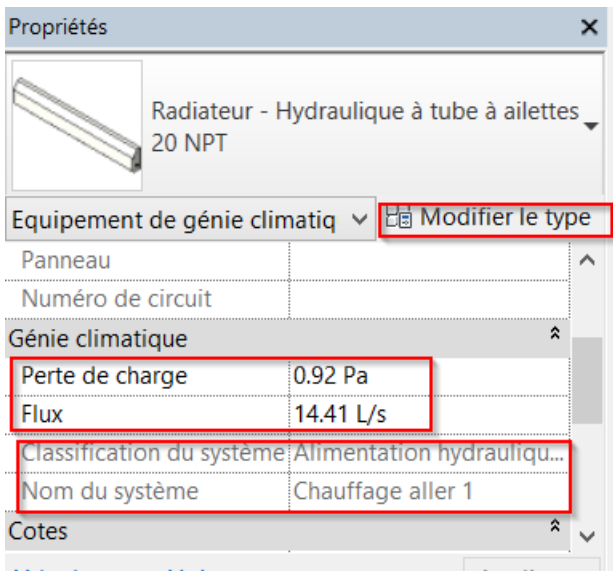 Propriétés
Radiateur - Hydraulique à tube à ailettes
20 NPT
Equipement de génie climatiq Modifier le type
Panneau
Numéro de circuit
Génie climatique
Perte de charge 0.92 Pa
Flux 14.41 L/s
Classification du système Alimentation hydrauliqu...
Nom du système Chauffage aller 1
Cotes